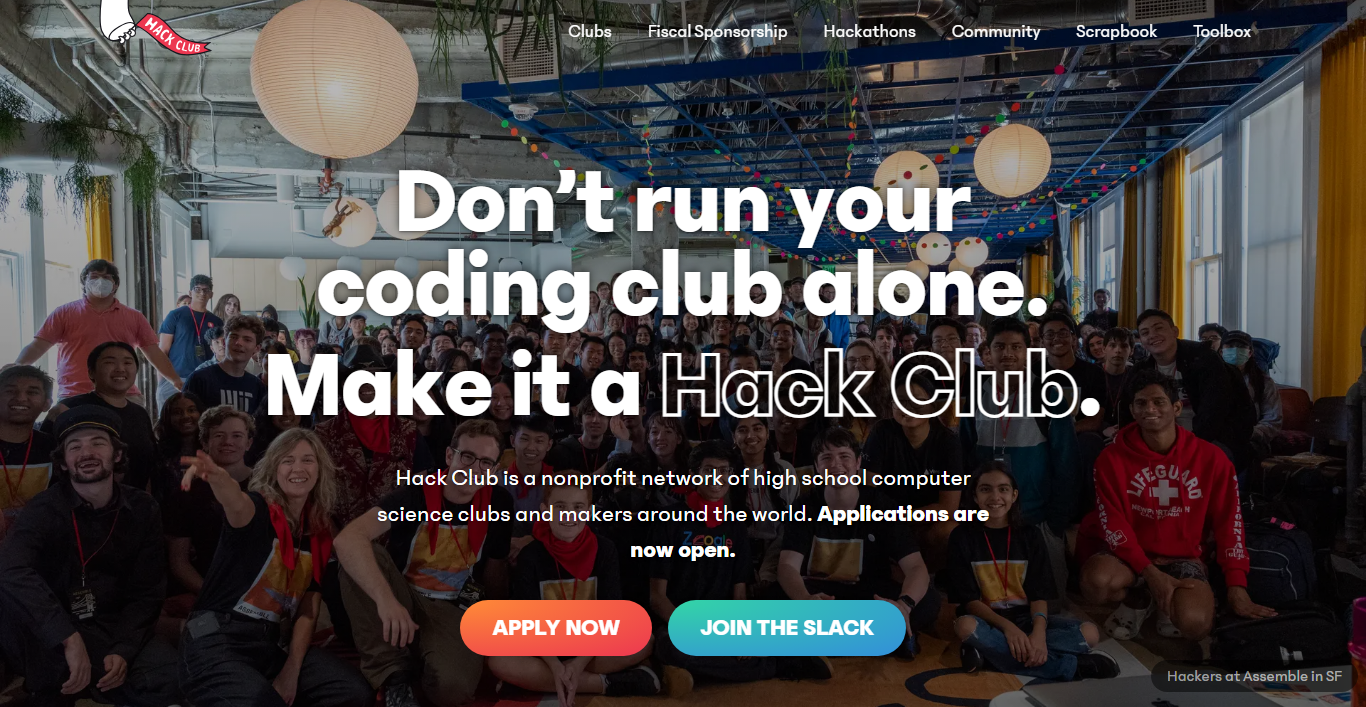 HACK CLUB
Clubs Fiscal Sponsorship Hackathons Community Scrapbook Toolbox
Don’t run your
coding club alone.
Make it a Hack Club.
Hack Club is a nonprofit network of high school computer
science clubs and makers around the world. Applications are
now open.
APPLY NOW JOIN THE SLACK
LIFEGUARD
Hackers at Assemble in SF